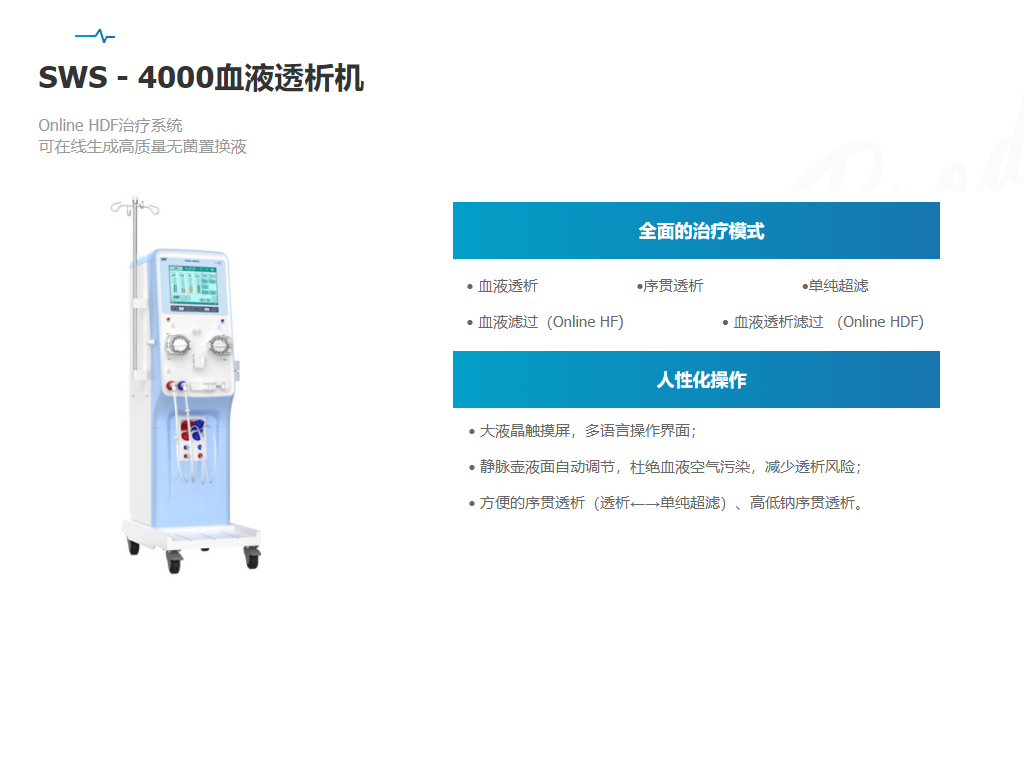 SWS - 4000血液透析机
Online HDF治疗系统
可在线生成高质量无菌置换液
全面的治疗模式
• 血液透析 •序贯透析 •单纯超滤
• 血液滤过（Online HF) • 血液透析滤过 （Online HDF)
人性化操作
• 大液晶触摸屏，多语言操作界面；
• 静脉壶液面自动调节，杜绝血液空气污染，减少透析风险；
• 方便的序贯透析（透析←→单纯超滤）、高低钠序贯透析。